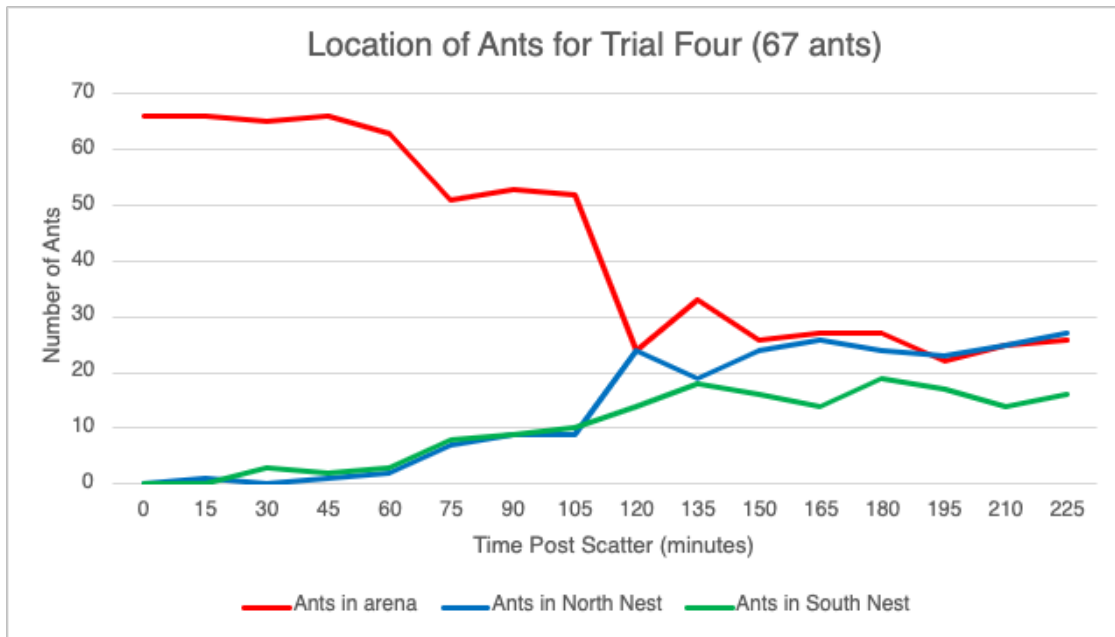 Location of Ants for Trial Four (67 ants)
70
60
50
40
30
20
10
0
Number of Ants
0 15 30 45 60 75 90 105 120 135 150 165 180 195 210 225
Time Post Scatter (minutes)
Ants in arena Ants in North Nest Ants in South Nest